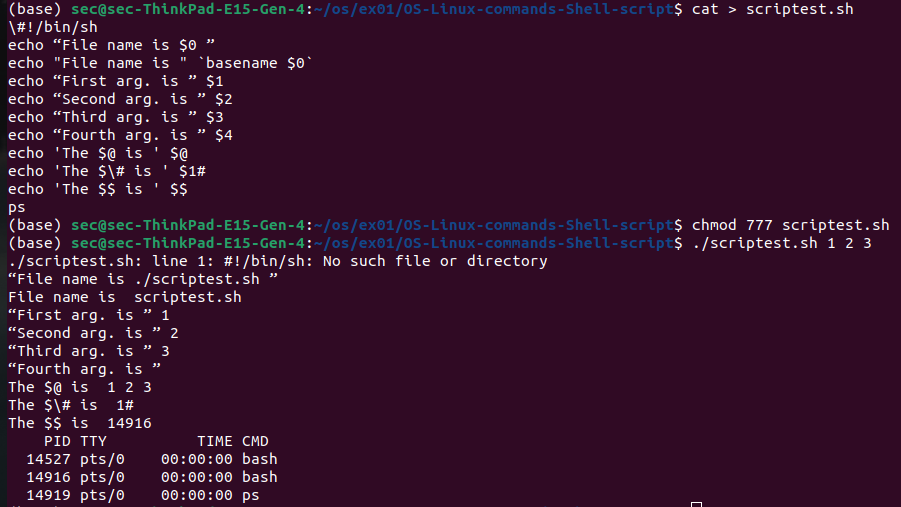 (base) sec@sec-ThinkPad-E15-Gen-4:~/os/ex01/OS-Linux-commands-Shell-script$ cat > scriptest.sh
\#!/bin/sh
echo “File name is $0 ”
echo "File name is " `basename $0`
echo “First arg. is ” $1
echo “Second arg. is ” $2
echo “Third arg. is ” $3
echo “Fourth arg. is ” $4
echo 'The $@ is ' $@
echo 'The $\# is ' $1#
echo 'The $$ is ' $$
ps
(base) sec@sec-ThinkPad-E15-Gen-4:~/os/ex01/OS-Linux-commands-Shell-script$ chmod 777 scriptest.sh
(base) sec@sec-ThinkPad-E15-Gen-4:~/os/ex01/OS-Linux-commands-Shell-script$ ./scriptest.sh 1 2 3
./scriptest.sh: line 1: #!/bin/sh: No such file or directory
“File name is ./scriptest.sh ”
File name is  scriptest.sh
“First arg. is ” 1
“Second arg. is ” 2
“Third arg. is ” 3
“Fourth arg. is ”
The $@ is  1 2 3
The $\# is  1#
The $$ is  14916
    PID TTY          TIME CMD
  14527 pts/0    00:00:00 bash
  14916 pts/0    00:00:00 bash
  14919 pts/0    00:00:00 ps